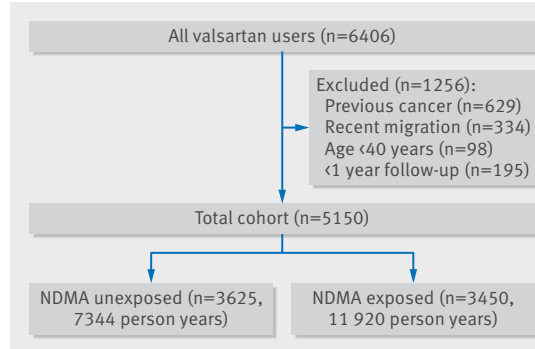 All valsartan users (n=6406)
Excluded (n=1256):
Previous cancer (n=629)
Recent migration (n=334)
Age <40 years (n=98)
<1 year follow-up (n=195)
Total cohort (n=5150)
NDMA unexposed (n=3625,
7344 person years)
NDMA exposed (n=3450,
11 920 person years)